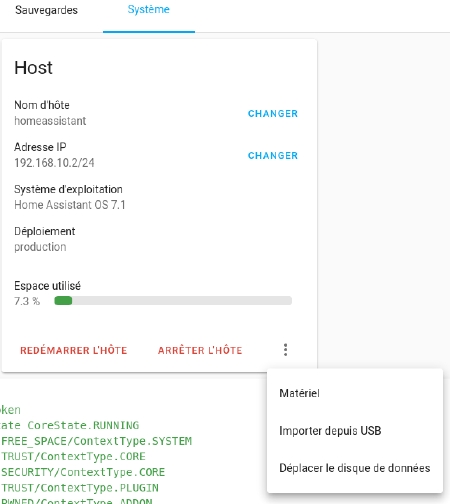 Sauvegardes
Système
Host
Nom d'hôte
homeassistant
CHANGER
Adresse IP
192.168.10.2/24
CHANGER
Système d'exploitation
Home Assistant OS 7.1
Déploiement
production
Espace utilisé
7.3 %
REDÉMARRER L'HÔTE
ARRÊTER L'HÔTE
Matériel
Importer depuis USB
Déplacer le disque de données
ken
ate CoreState.RUNNING
FREE_SPACE/ContextType.SYSTEM
TRUST/ContextType.CORE
SECURITY/ContextType.CORE
TRUST/ContextType.PLUGIN
PWNED/ContextType.ADDON